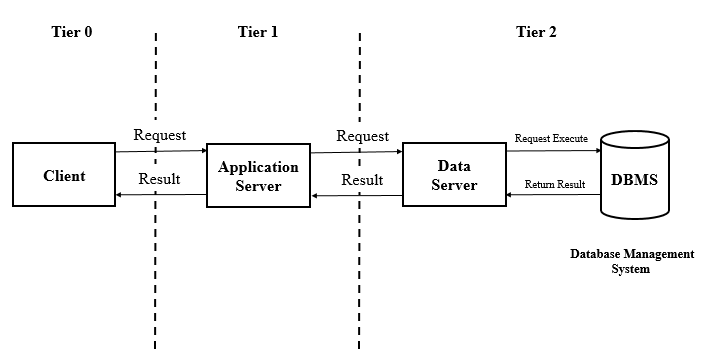 Tier 0
Tier 1
Tier 2
Request
Request
Request Execute
Client
Application
Server
Data
Server
DBMS
Result
Result
Return Result
Database Management
System